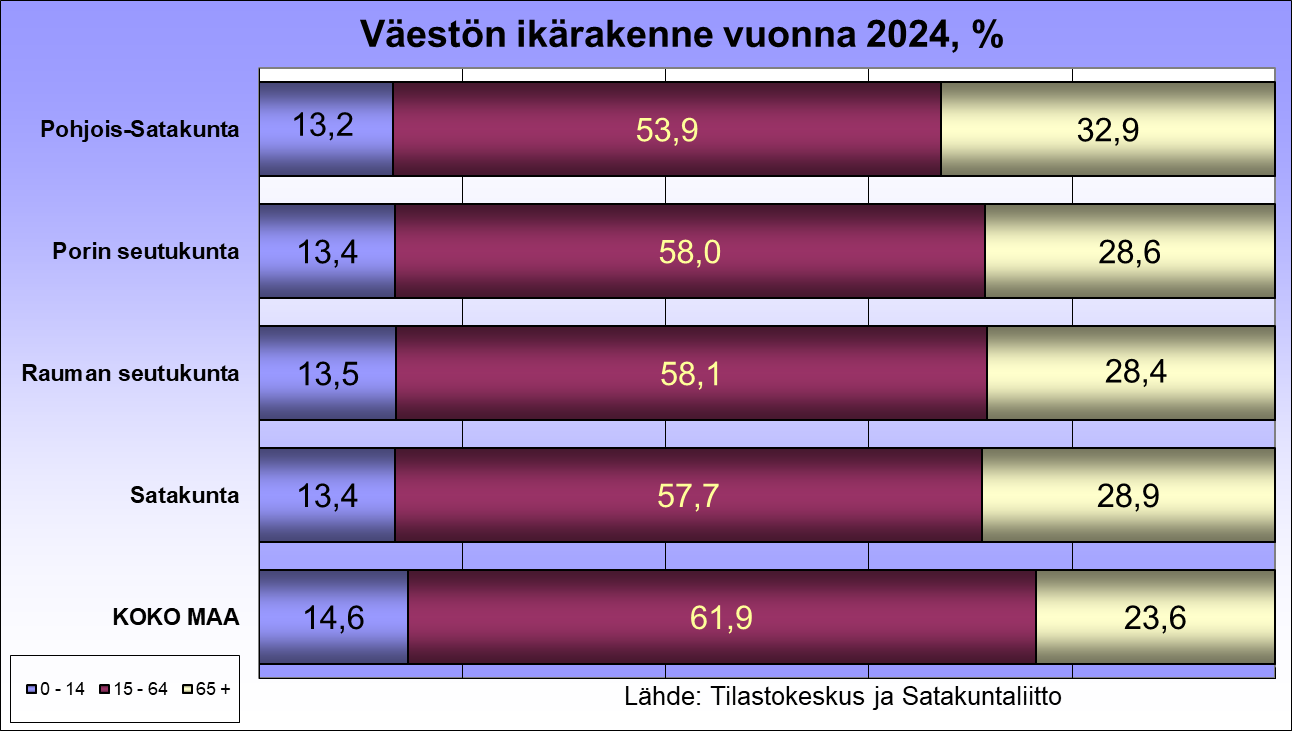 Väestön ikärakenne vuonna 2024, %
Pohjois-Satakunta 13,2 53,9 32,9
Porin seutukunta 13,4 58,0 28,6
Rauman seutukunta 13,5 58,1 28,4
Satakunta 13,4 57,7 28,9
KOKO MAA 14,6 61,9 23,6
0 - 14 15 - 64 65 +
Lähde: Tilastokeskus ja Satakuntaliitto